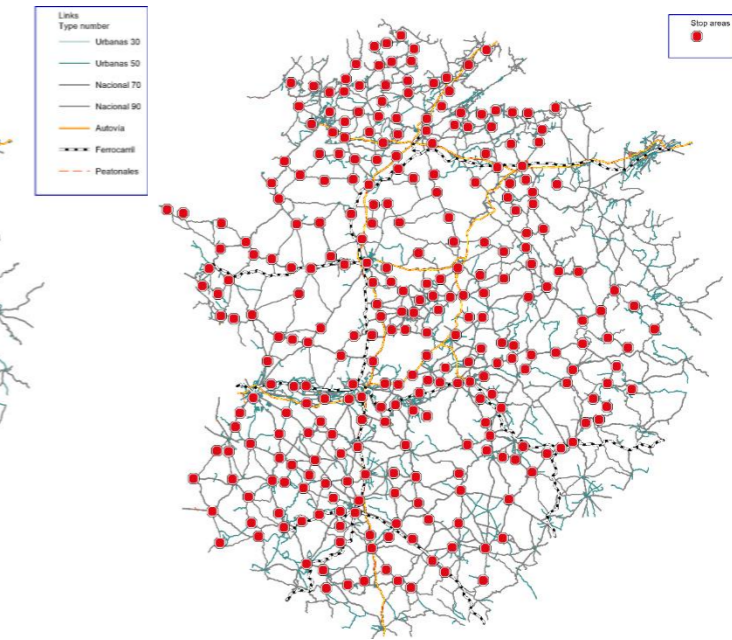 Links
Type number
Urbanas 30
Urbanas 50
Nacional 70
Nacional 90
Autovía
Ferrocarril
Peatonales
Stop areas